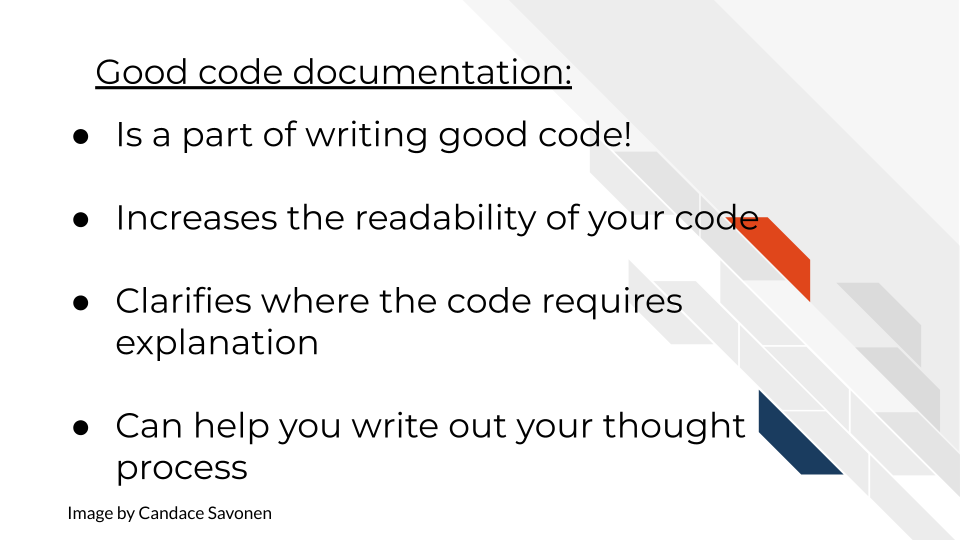 Good code documentation:
● Is a part of writing good code!
● Increases the readability of your code
● Clarifies where the code requires
explanation
● Can help you write out your thought
process
Image by Candace Savonen